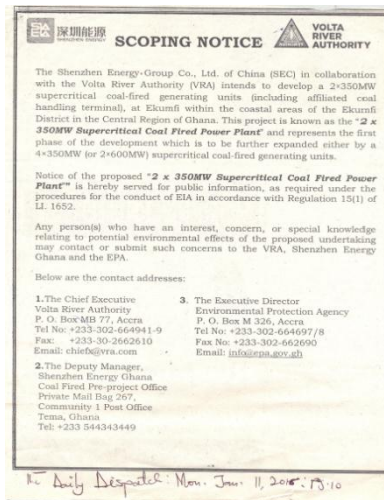 深圳能源
SHENZHEN ENERGY
SCOPING NOTICE
VOLTA
RIVER
AUTHORITY
The Shenzhen Energy Group Co., Ltd. of China (SEC) in collaboration
with the Volta River Authority (VRA) intends to develop a 2×350MW
supercritical coal-fired generating units (including affiliated coal
handling terminal), at Ekumfi within the coastal areas of the Ekumfi
District in the Central Region of Ghana. This project is known as the "2 x
350MW Supercritical Coal Fired Power Plant" and represents the first
phase of the development which is to be further expanded either by a
4×350MW (or 2×600MW) supercritical coal-fired generating units.
Notice of the proposed "2 x 350MW Supercritical Coal Fired Power
Plant"" is hereby served for public information, as required under the
procedures for the conduct of EIA in accordance with Regulation 15(1) of
LI. 1652.
Any person(s) who have an interest, concern, or special knowledge
relating to potential environmental effects of the proposed undertaking
may contact or submit such concerns to the VRA, Shenzhen Energy
Ghana and the EPA.
Below are the contact addresses:
1.The Chief Executive
Volta River Authority
P. O. Box MB 77, Accra
Tel No: +233-302-664941-9
Fax: +233-30-2662610
Email: chiefx@vra.com
2.The Deputy Manager,
Shenzhen Energy Ghana
Coal Fired Pre-project Office
Private Mail Bag 267,
Community 1 Post Office
Tema, Ghana
Tel: +233 544343449
3. The Executive Director
Environmental Protection Agency
P. O. Box M 326, Accra
Tel No: +233-302-664697/8
Fax No: +233-302-662690
Email: info@epa.gov.gh
Daily Despatch: Mon. Jan. 11, Pg.10